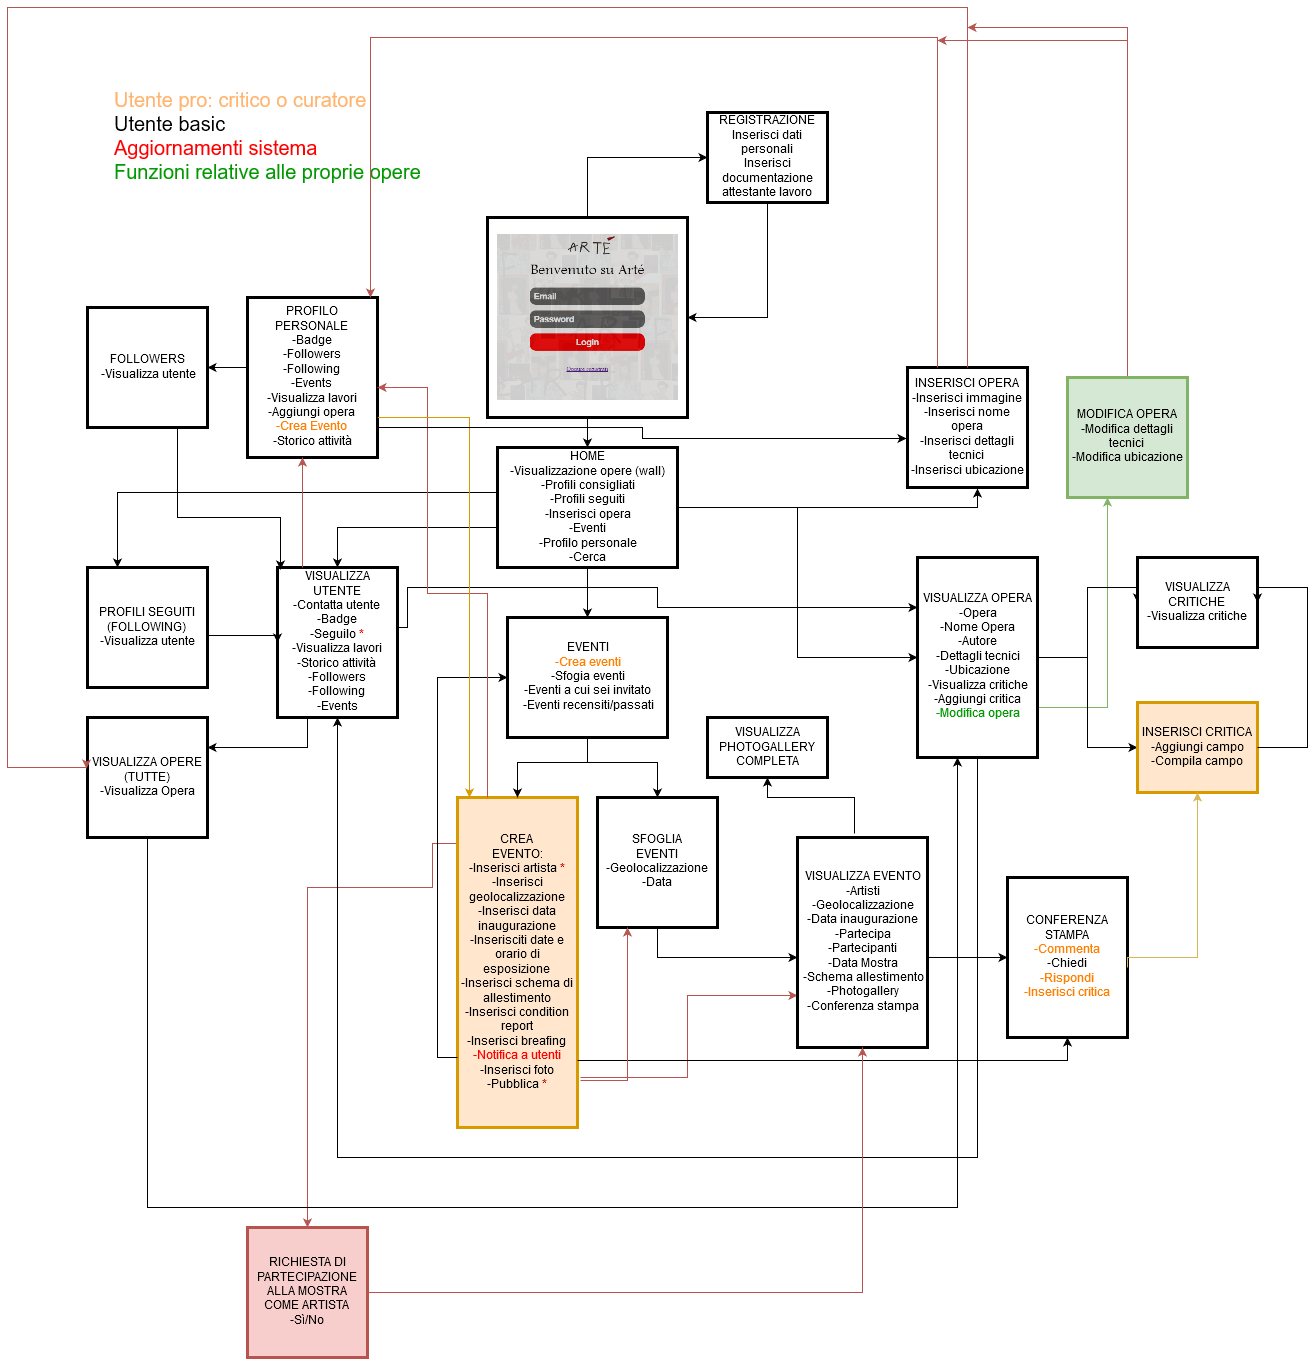 Utente pro: critico o curatore
Utente basic
Aggiornamenti sistema
Funzioni relative alle proprie opere
REGISTRAZIONE
Inserisci dati
personali
Inserisci
documentazione
attestante lavoro
ARTÉ
Benvenuto su Arté
Email
Password
Login
PROFILO
PERSONALE
-Badge
-Followers
-Following
-Events
-Visualizza lavori
-Aggiungi opera
-Crea Evento
-Storico attività
FOLLOWERS
-Visualizza utente
INSERISCI OPERA
-Inserisci immagine
-Inserisci nome
opera
-Inserisci dettagli
tecnici
-Inserisci ubicazione
MODIFICA OPERA
-Modifica dettagli
tecnici
-Modifica ubicazione
HOME
-Visualizzazione opere (wall)
-Profili consigliati
-Profili seguiti
-Inserisci opera
-Eventi
-Profilo personale
-Cerca
PROFILI SEGUITI
(FOLLOWING)
-Visualizza utente
VISUALIZZA
UTENTE
-Contatta utente
-Badge
-Seguilo *
-Visualizza lavori
-Storico attività
-Followers
-Following
-Events
EVENTI
-Crea eventi
-Sfogia eventi
-Eventi a cui sei invitato
-Eventi recensiti/passati
VISUALIZZA OPERA
-Opera
-Nome Opera
-Autore
-Dettagli tecnici
-Ubicazione
-Visualizza critiche
-Aggiungi critica
-Modifica opera
VISUALIZZA
CRITICHE
-Visualizza critiche
INSERISCI CRITICA
-Aggiungi campo
-Compila campo
VISUALIZZA OPERE
(TUTTE)
-Visualizza Opera
VISUALIZZA
PHOTOGALLERY
COMPLETA
CREA
EVENTO:
-Inserisci artista *
-Inserisci
geolocalizzazione
-Inserisci data
inaugurazione
-Inserisciti date e
orario di
esposizione
-Inserisci schema di
allestimento
-Inserisci condition
report
-Inserisci breafing
-Notifica a utenti
-Inserisci foto
-Pubblica *
SFOGLIA
EVENTI
-Geolocalizzazione
-Data
VISUALIZZA EVENTO
-Artisti
-Geolocalizzazione
-Data inaugurazione
-Partecipa
-Partecipanti
-Data Mostra
-Schema allestimento
-Photogallery
-Conferenza stampa
CONFERENZA
STAMPA
-Commenta
-Chiedi
-Rispondi
-Inserisci critica
RICHIESTA DI
PARTECIPAZIONE
ALLA MOSTRA
COME ARTISTA
-Sì/No